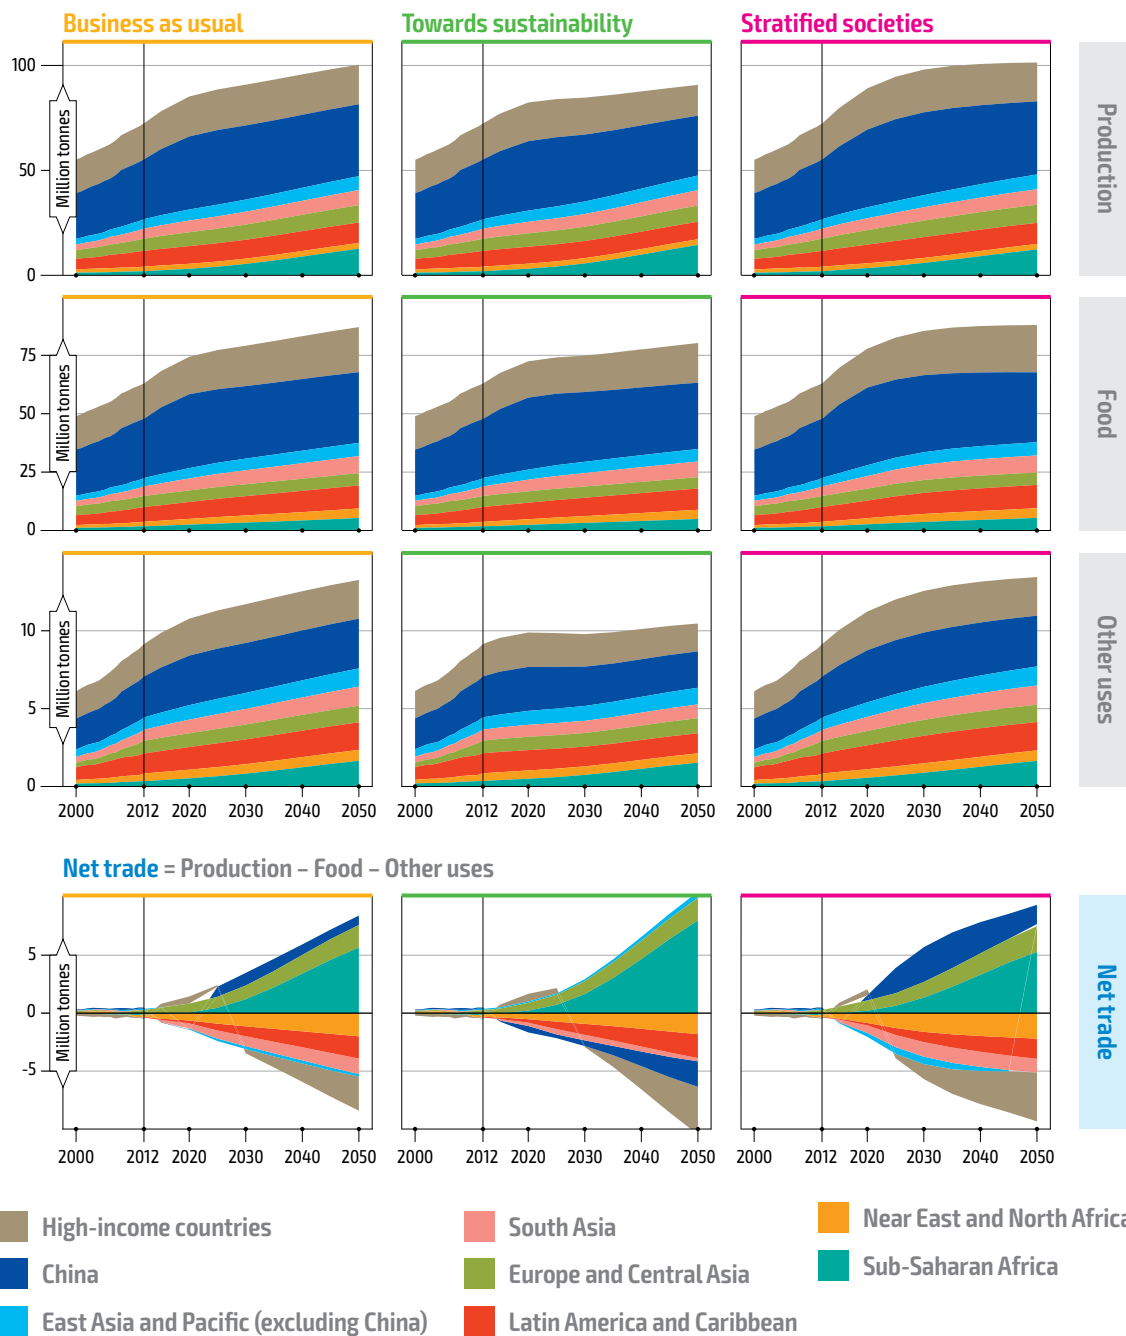 Business as usual
Towards sustainability
Stratified societies
100
50
0
Million tonnes
Production
75
50
25
0
Million tonnes
Food
10
5
0
Million tonnes
Other uses
2000 2012 2020 2030 2040 2050
2000 2012 2020 2030 2040 2050
2000 2012 2020 2030 2040 2050
Net trade = Production – Food – Other uses
5
0
-5
Million tonnes
Net trade
2000 2012 2020 2030 2040 2050
2000 2012 2020 2030 2040 2050
2000 2012 2020 2030 2040 2050
High-income countries
China
East Asia and Pacific (excluding China)
South Asia
Europe and Central Asia
Latin America and Caribbean
Near East and North Africa
Sub-Saharan Africa